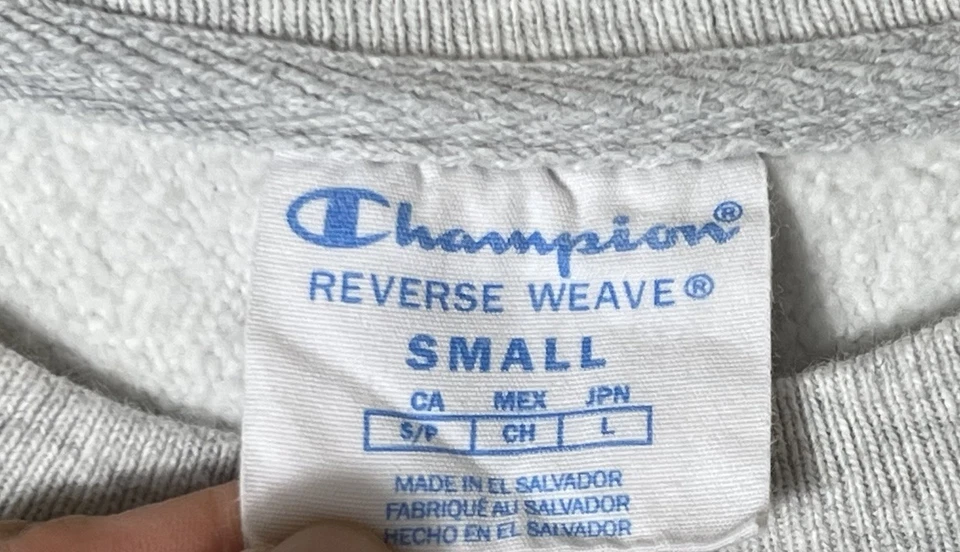 Champion®
REVERSE WEAVE®
SMALL
CA MEX JPN
S/P CH L
MADE IN EL SALVADOR
FABRIQUÉ AU SALVADOR
HECHO EN EL SALVADOR